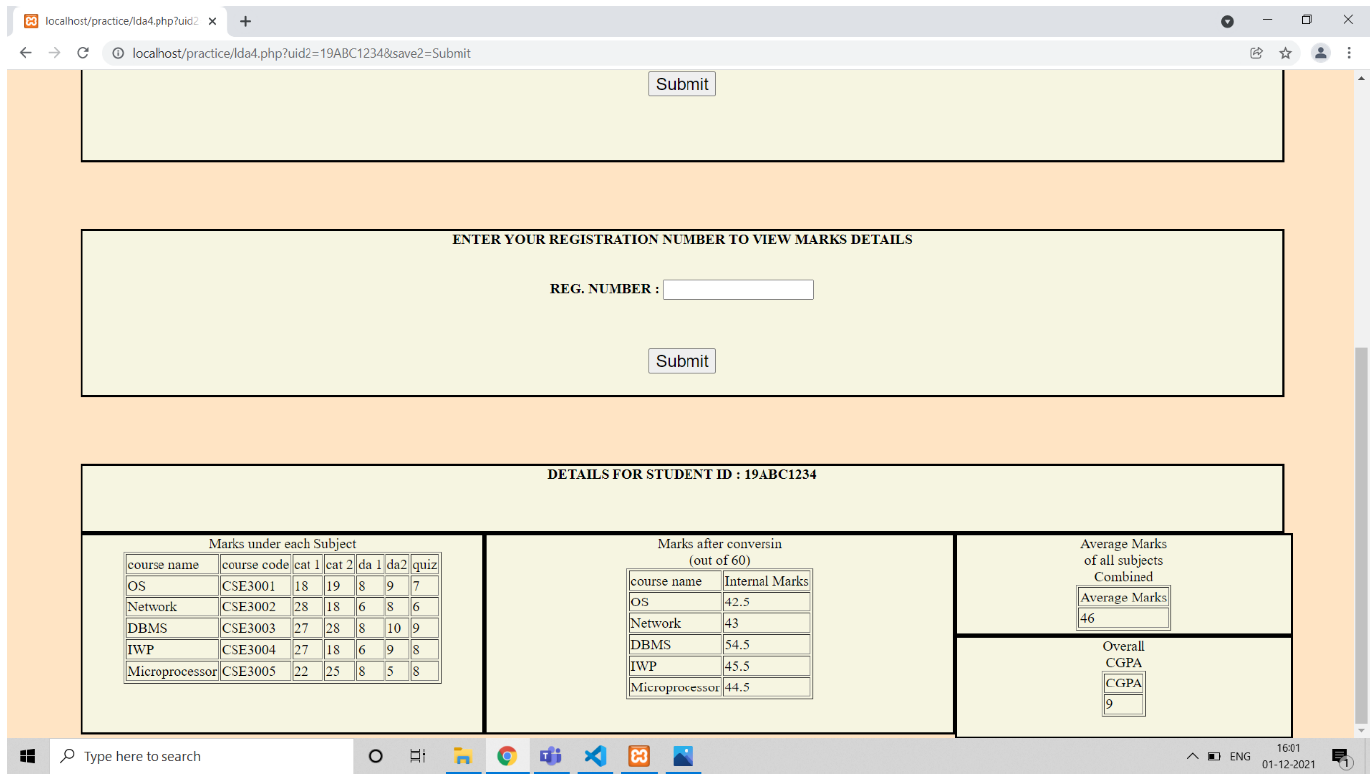 localhost/practice/lda4.php?uid2
localhost/practice/lda4.php?uid2=19ABC1234&save2=Submit
Submit
ENTER YOUR REGISTRATION NUMBER TO VIEW MARKS DETAILS
REG. NUMBER :
Submit
DETAILS FOR STUDENT ID : 19ABC1234
Marks under each Subject
course name course code cat 1 cat 2 da 1 da2 quiz
OS CSE3001 18 19 8 9 7
Network CSE3002 28 18 6 8 6
DBMS CSE3003 27 28 8 10 9
IWP CSE3004 27 18 6 9 8
Microprocessor CSE3005 22 25 8 5 8
Marks after conversin
(out of 60)
course name Internal Marks
OS 42.5
Network 43
DBMS 54.5
IWP 45.5
Microprocessor 44.5
Average Marks
of all subjects
Combined
Average Marks
46
Overall
CGPA
CGPA
9
Type here to search
ENG
16:01
01-12-2021
1